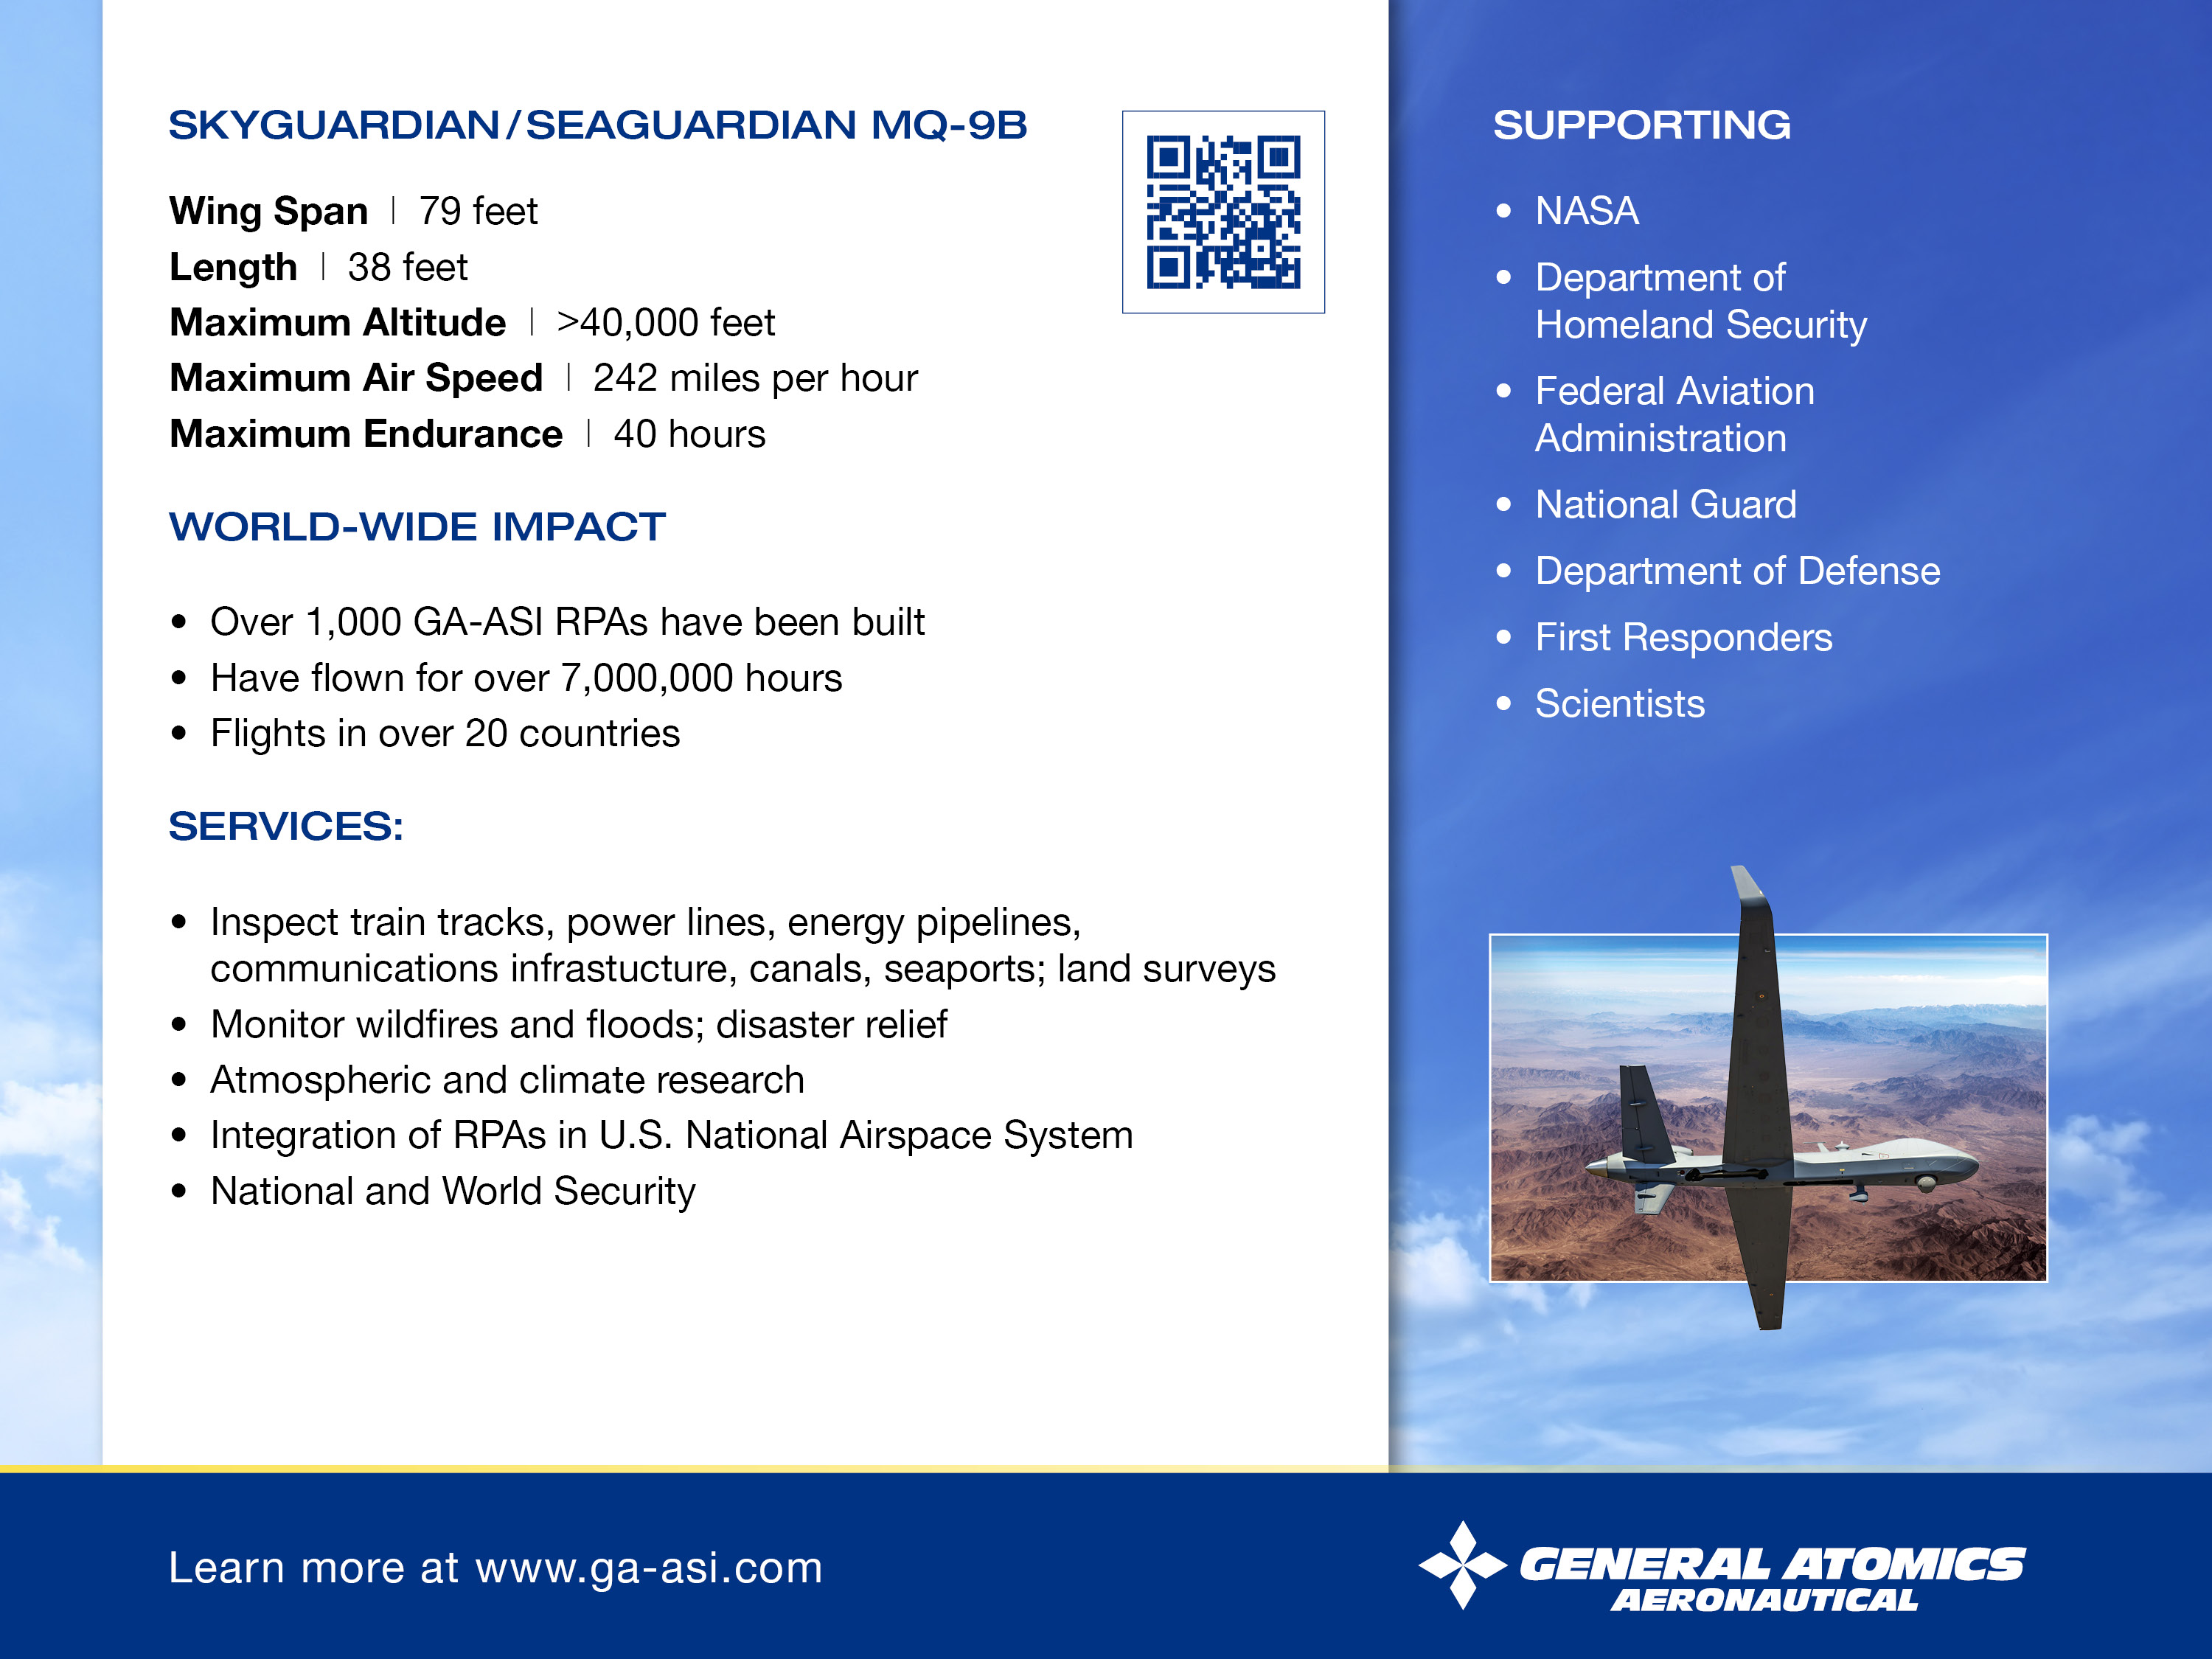 SKYGUARDIAN/SEAGUARDIAN MQ-9B
Wing Span | 79 feet
Length | 38 feet
Maximum Altitude | >40,000 feet
Maximum Air Speed | 242 miles per hour
Maximum Endurance | 40 hours
WORLD-WIDE IMPACT
• Over 1,000 GA-ASI RPAs have been built
• Have flown for over 7,000,000 hours
• Flights in over 20 countries
SERVICES:
• Inspect train tracks, power lines, energy pipelines,
communications infrastucture, canals, seaports; land surveys
• Monitor wildfires and floods; disaster relief
• Atmospheric and climate research
• Integration of RPAs in U.S. National Airspace System
• National and World Security
SUPPORTING
• NASA
• Department of
Homeland Security
• Federal Aviation
Administration
• National Guard
• Department of Defense
• First Responders
• Scientists
Learn more at www.ga-asi.com
GENERAL ATOMICS
AERONAUTICAL